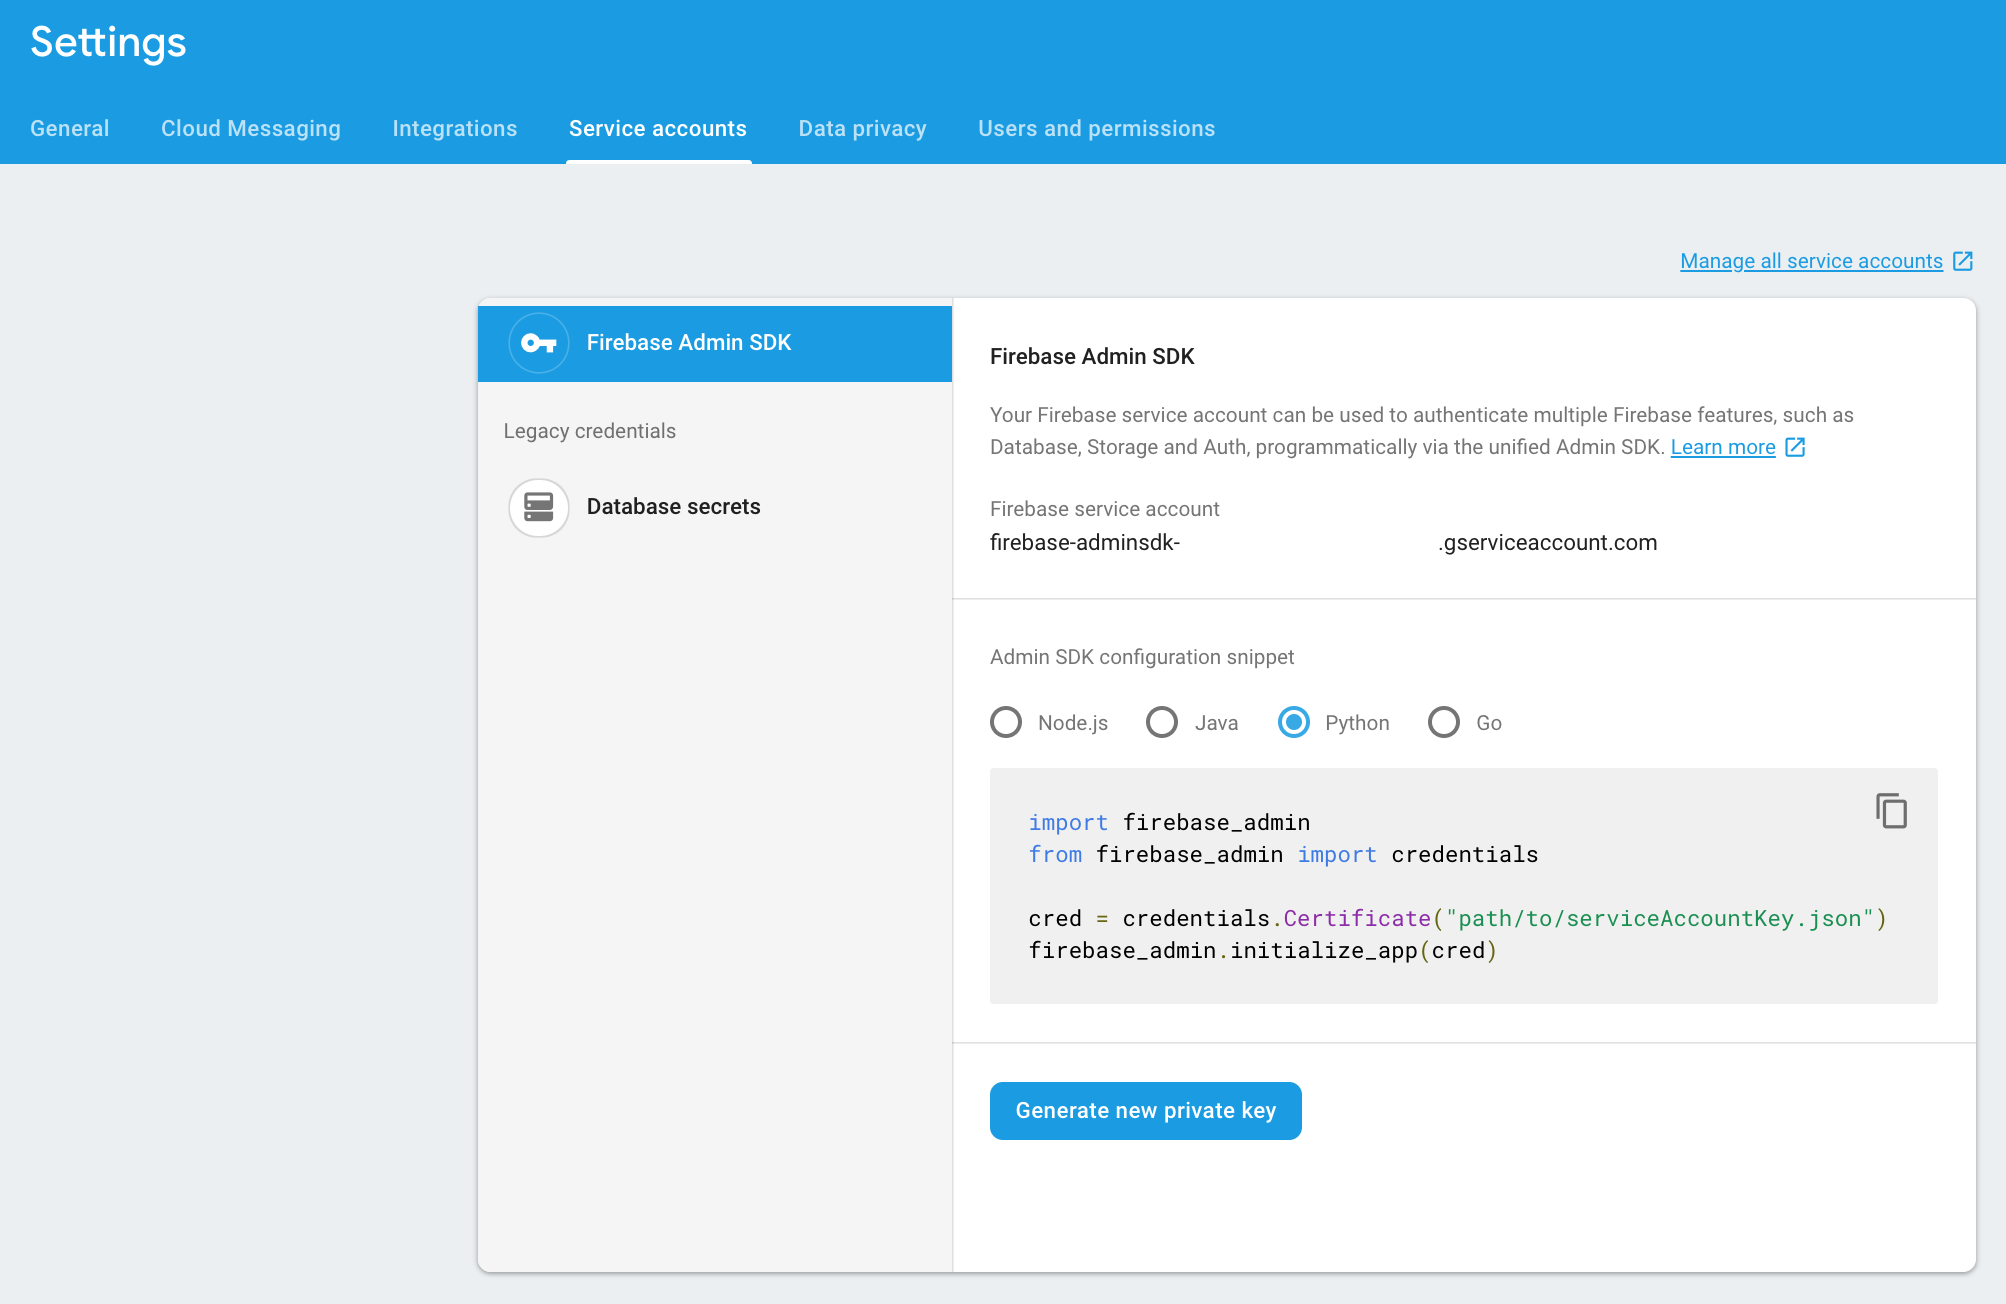 Settings
General Cloud Messaging Integrations Service accounts Data privacy Users and permissions
Manage all service accounts
Firebase Admin SDK
Legacy credentials
Database secrets
Firebase Admin SDK
Your Firebase service account can be used to authenticate multiple Firebase features, such as
Database, Storage and Auth, programmatically via the unified Admin SDK. Learn more
Firebase service account
firebase-adminsdk- .gserviceaccount.com
Admin SDK configuration snippet
Node.js Java Python Go
import firebase_admin
from firebase_admin import credentials
cred = credentials.Certificate("path/to/serviceAccountKey.json")
firebase_admin.initialize_app(cred)
Generate new private key